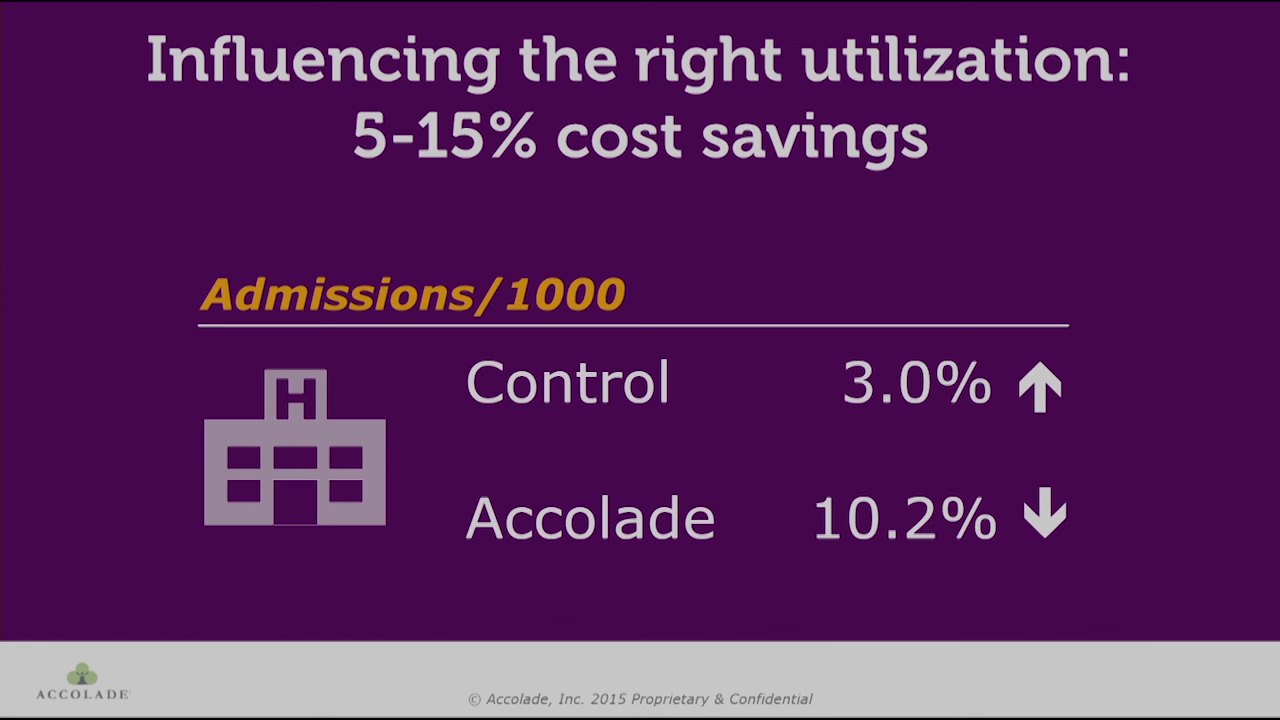 Influencing the right utilization:
5-15% cost savings
Admissions/1000
H
Control 3.0% ↑
Accolade 10.2% ↓
ACCOLADE
© Accolade, Inc. 2015 Proprietary & Confidential